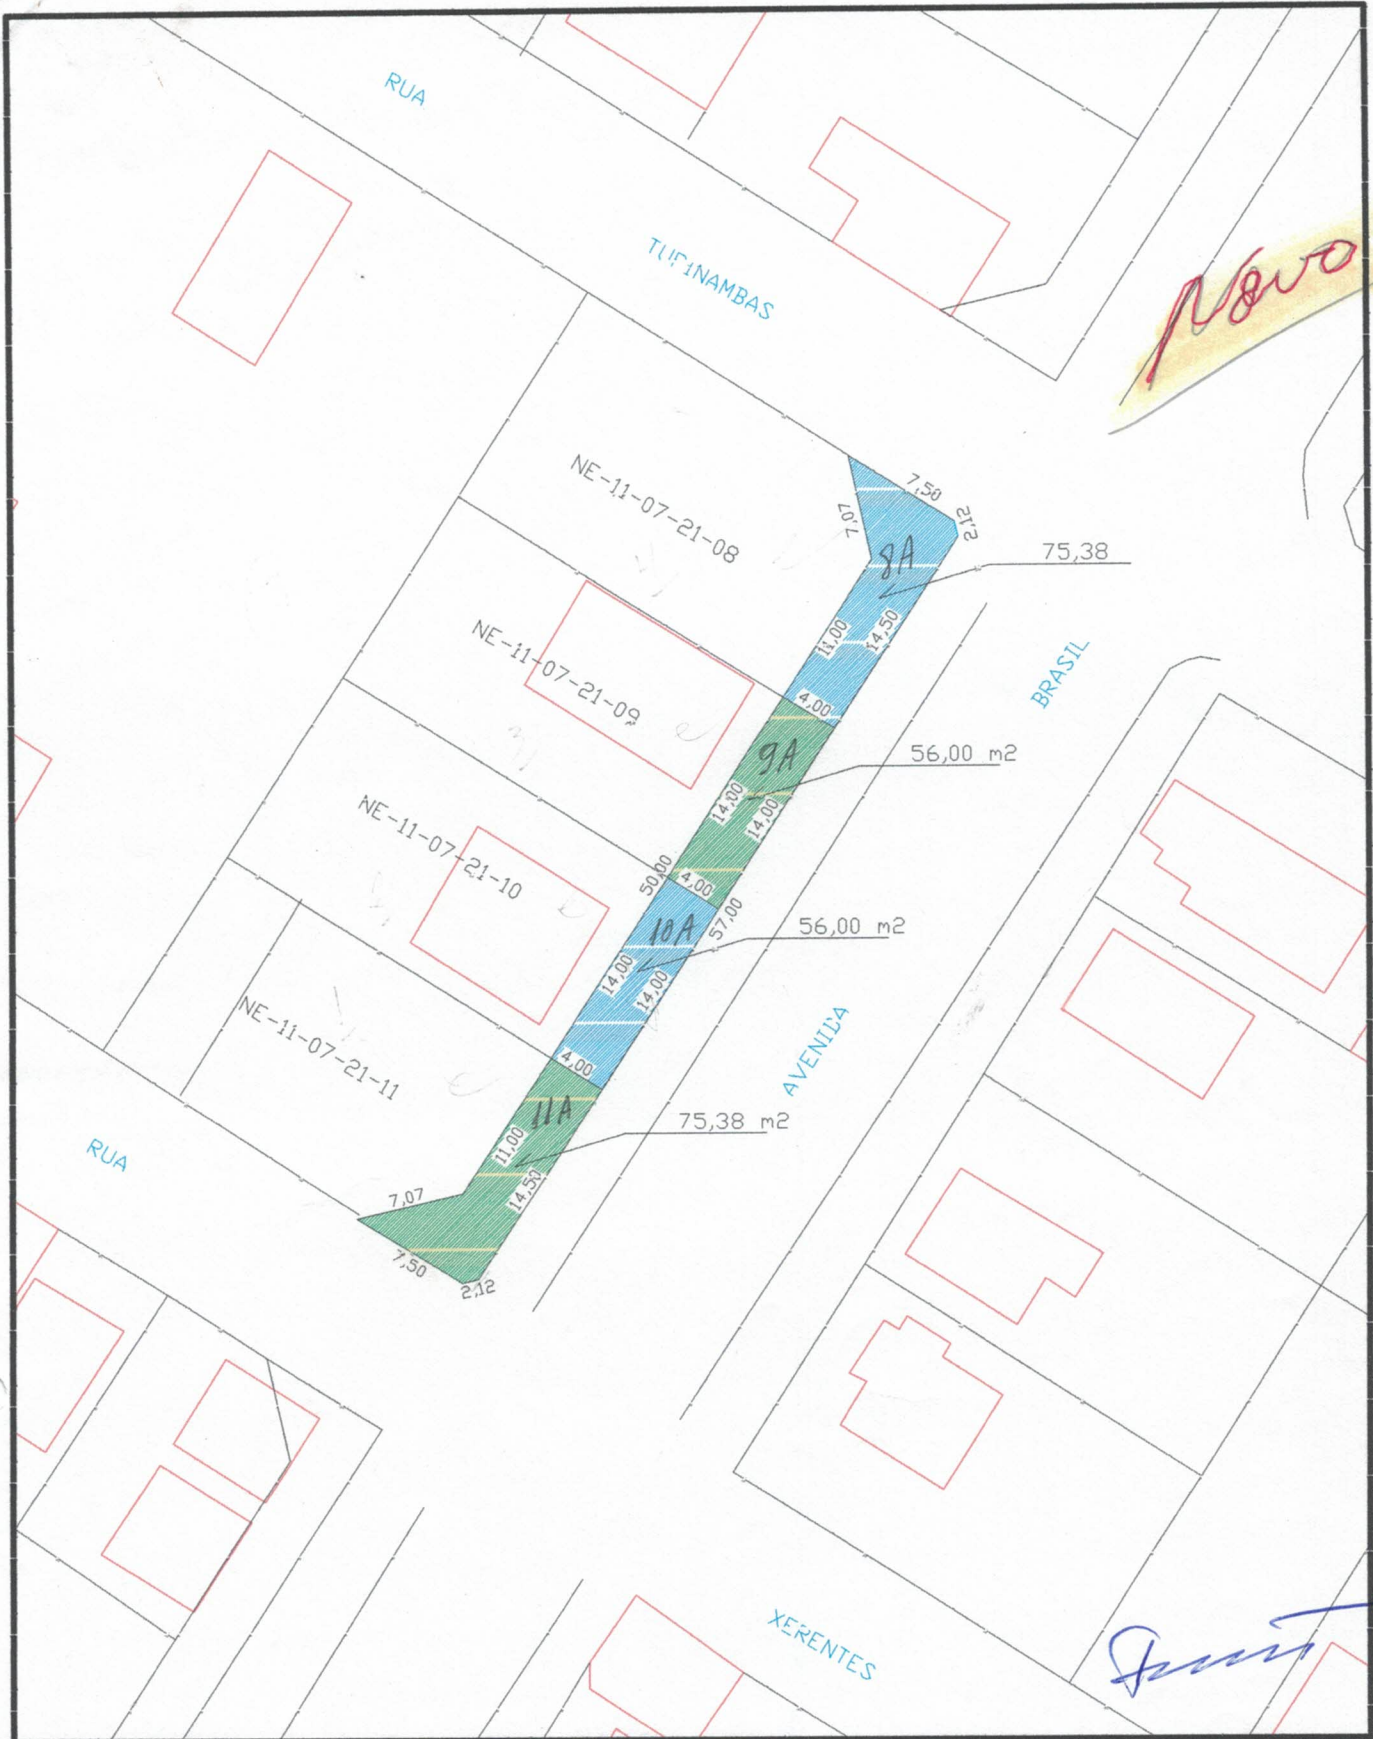 RUA
TUPINAMBAS
Novo
NE-11-07-21-08
7,50
2,12
7,07
8A
75,38
11,00
14,50
BRASIL
NE-11-07-21-09
4,00
9A
56,00 m2
14,00
14,00
NE-11-07-21-10
50,00
4,00
57,00
10A
56,00 m2
14,00
14,00
NE-11-07-21-11
AVENIDA
4,00
11A
75,38 m2
11,00
14,50
RUA
7,07
7,50
2,12
XERENTES